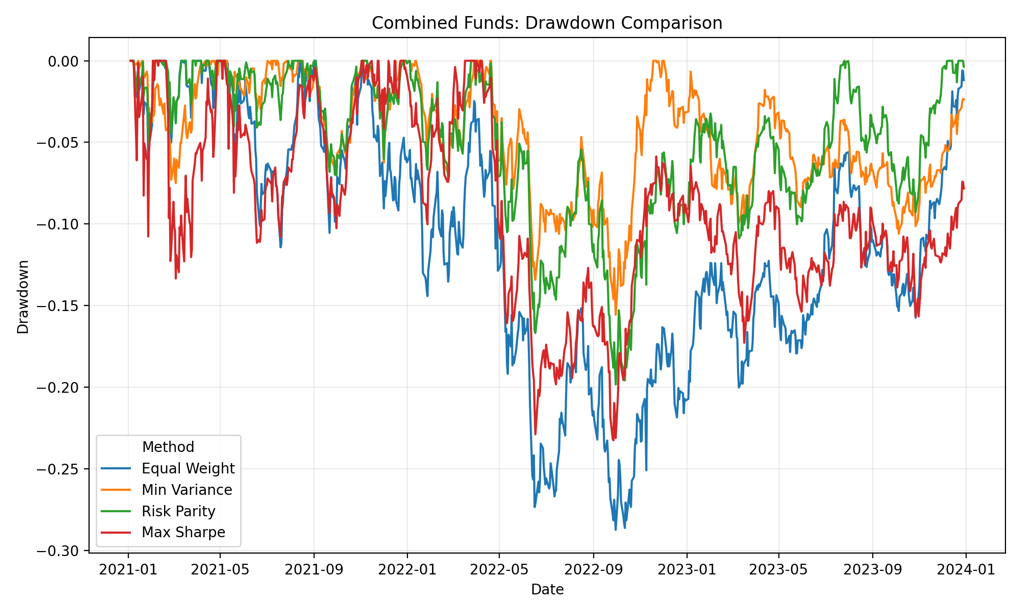 Combined Funds: Drawdown Comparison
0.00
−0.05
−0.10
−0.15
−0.20
−0.25
−0.30
Drawdown
Method
Equal Weight
Min Variance
Risk Parity
Max Sharpe
2021-01 2021-05 2021-09 2022-01 2022-05 2022-09 2023-01 2023-05 2023-09 2024-01
Date